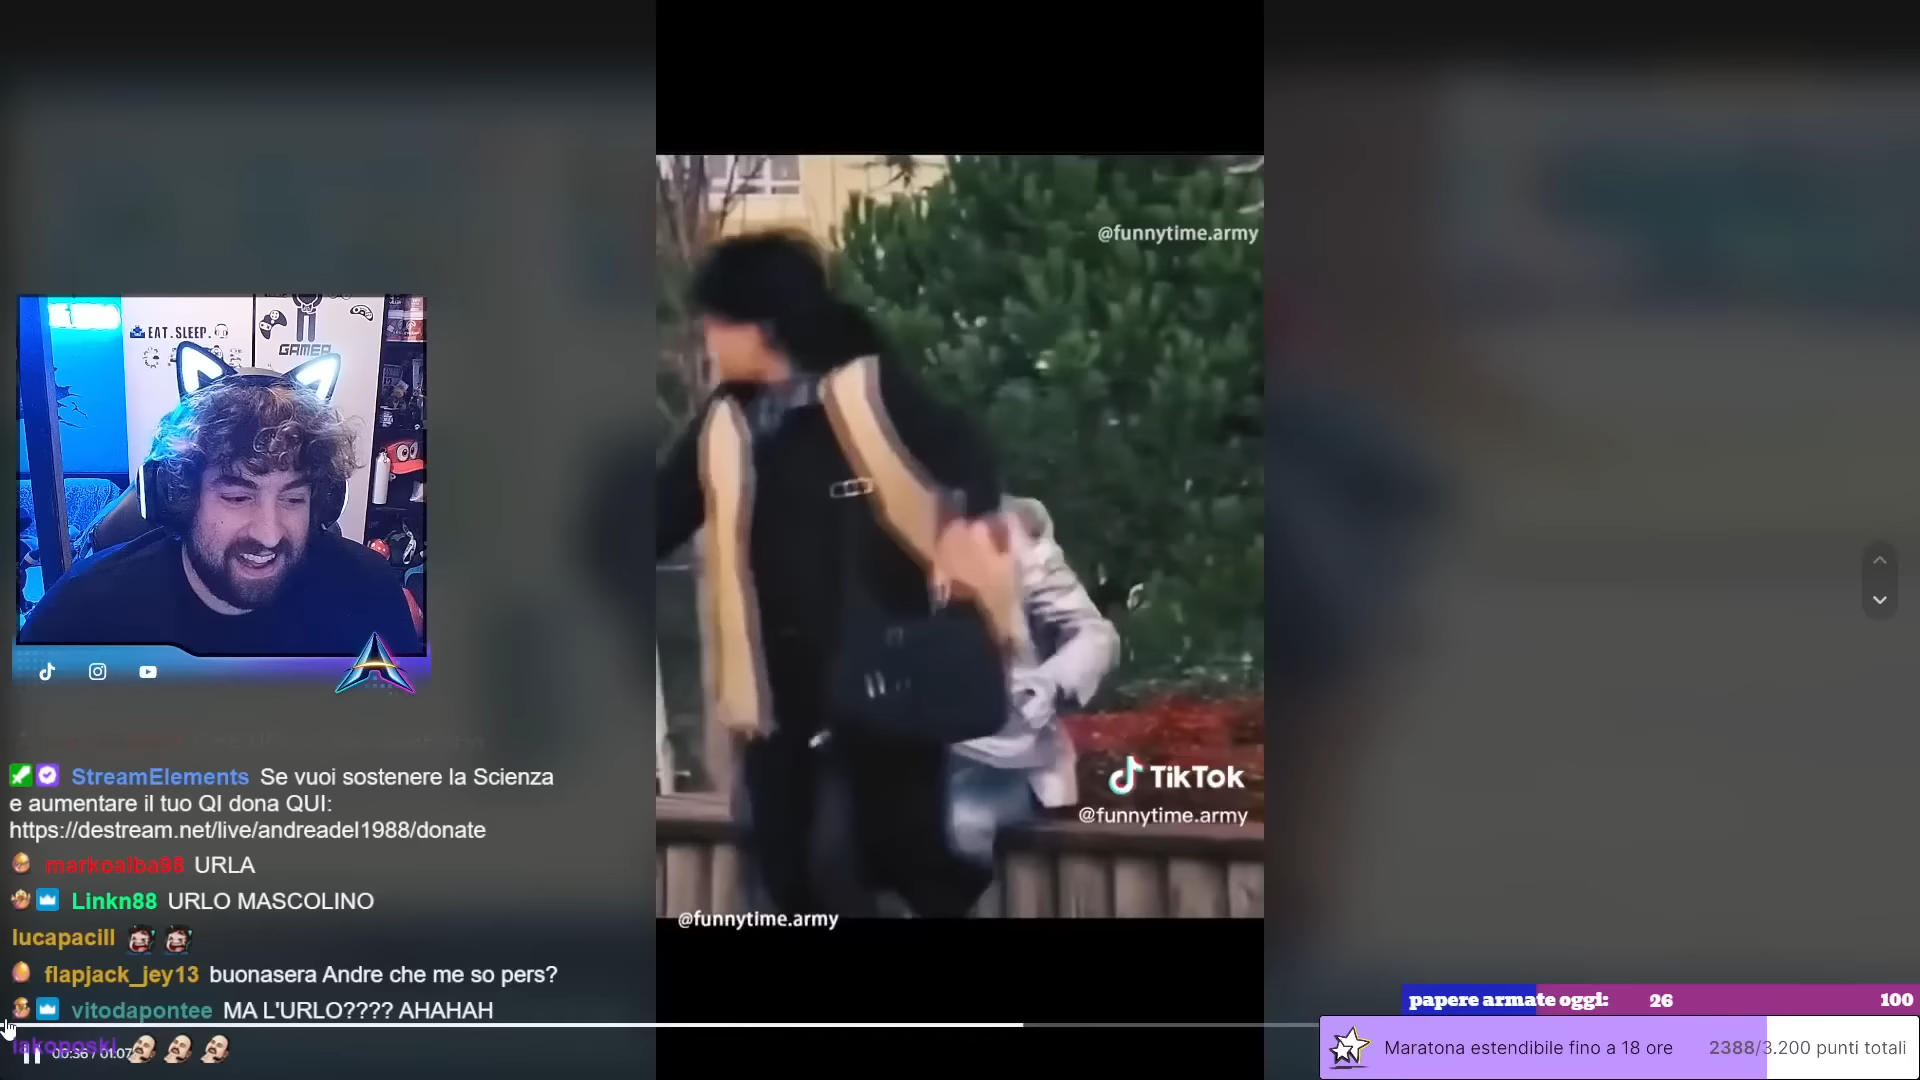 @funnytime.army
EAT.SLEEP.
GAMER
TikTok
@funnytime.army
@funnytime.army
StreamElements Se vuoi sostenere la Scienza
e aumentare il tuo QI dona QUI:
https://destream.net/live/andreadel1988/donate
markoalba98 URLA
Linkn88 URLO MASCOLINO
lucapacill
flapjack_jey13 buonasera Andre che me so pers?
vitodapontee MA L'URLO???? AHAHAH
iakonoski
00:36 / 01:07
papere armate oggi: 26 100
Maratona estendibile fino a 18 ore 2388/3.200 punti totali